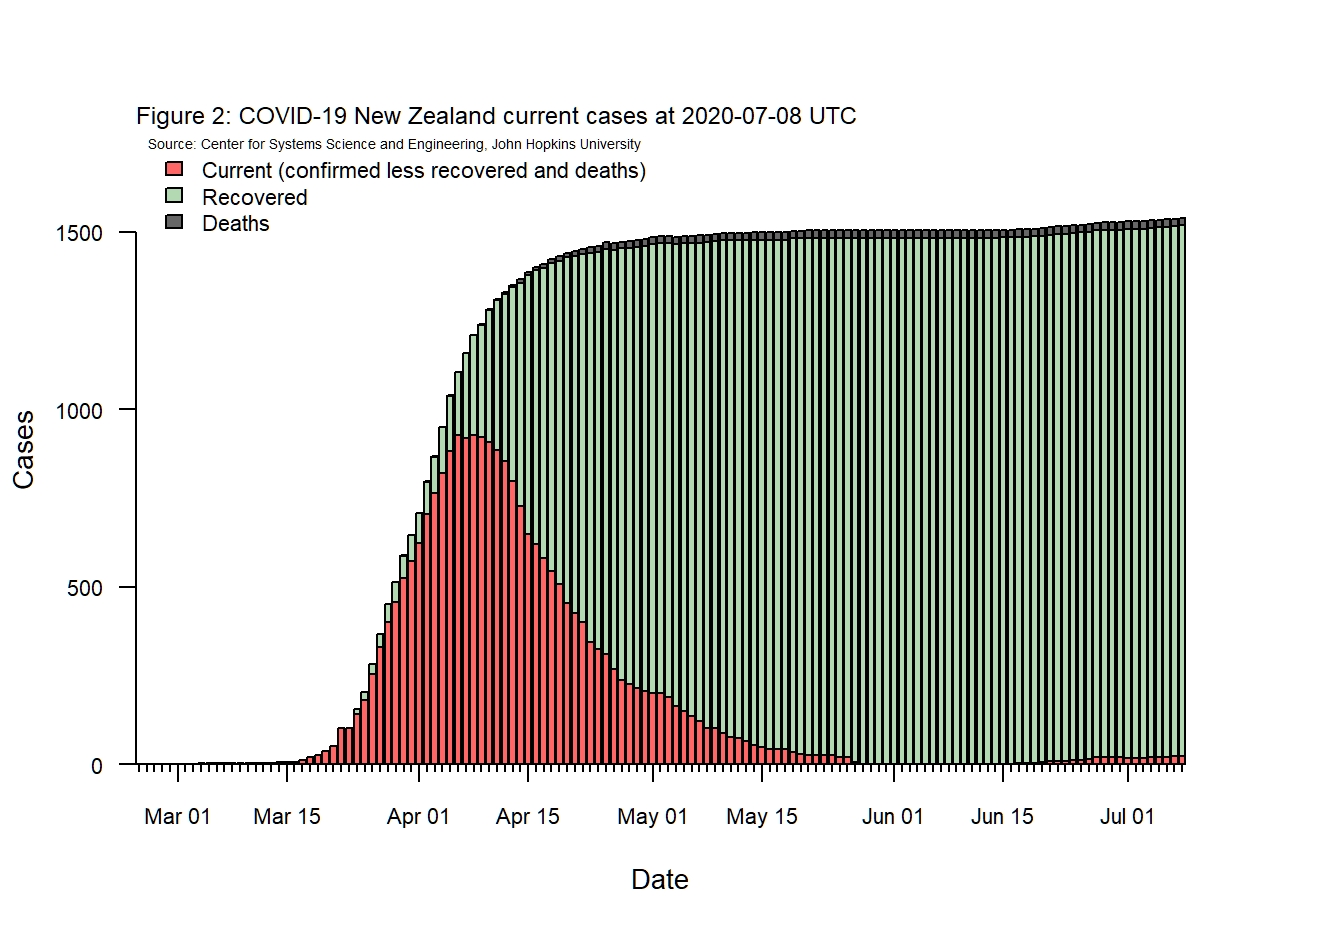 Figure 2: COVID-19 New Zealand current cases at 2020-07-08 UTC
Source: Center for Systems Science and Engineering, John Hopkins University
Current (confirmed less recovered and deaths)
Recovered
Deaths
1500
1000
500
0
Cases
Mar 01 Mar 15 Apr 01 Apr 15 May 01 May 15 Jun 01 Jun 15 Jul 01
Date